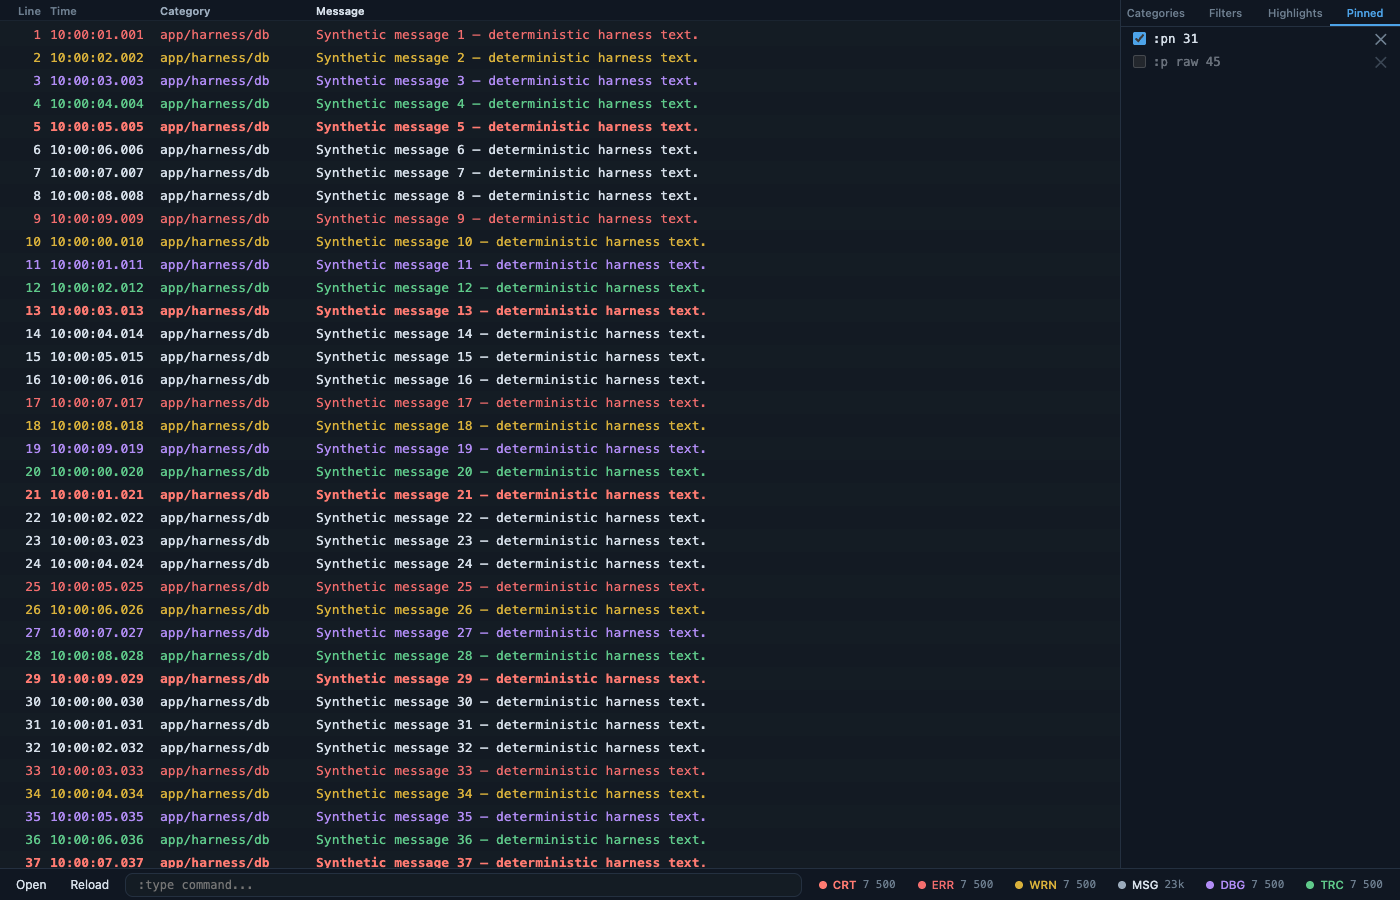 Line Time Category Message
1 10:00:01.001 app/harness/db Synthetic message 1 — deterministic harness text.
2 10:00:02.002 app/harness/db Synthetic message 2 — deterministic harness text.
3 10:00:03.003 app/harness/db Synthetic message 3 — deterministic harness text.
4 10:00:04.004 app/harness/db Synthetic message 4 — deterministic harness text.
5 10:00:05.005 app/harness/db Synthetic message 5 — deterministic harness text.
6 10:00:06.006 app/harness/db Synthetic message 6 — deterministic harness text.
7 10:00:07.007 app/harness/db Synthetic message 7 — deterministic harness text.
8 10:00:08.008 app/harness/db Synthetic message 8 — deterministic harness text.
9 10:00:09.009 app/harness/db Synthetic message 9 — deterministic harness text.
10 10:00:00.010 app/harness/db Synthetic message 10 — deterministic harness text.
11 10:00:01.011 app/harness/db Synthetic message 11 — deterministic harness text.
12 10:00:02.012 app/harness/db Synthetic message 12 — deterministic harness text.
13 10:00:03.013 app/harness/db Synthetic message 13 — deterministic harness text.
14 10:00:04.014 app/harness/db Synthetic message 14 — deterministic harness text.
15 10:00:05.015 app/harness/db Synthetic message 15 — deterministic harness text.
16 10:00:06.016 app/harness/db Synthetic message 16 — deterministic harness text.
17 10:00:07.017 app/harness/db Synthetic message 17 — deterministic harness text.
18 10:00:08.018 app/harness/db Synthetic message 18 — deterministic harness text.
19 10:00:09.019 app/harness/db Synthetic message 19 — deterministic harness text.
20 10:00:00.020 app/harness/db Synthetic message 20 — deterministic harness text.
21 10:00:01.021 app/harness/db Synthetic message 21 — deterministic harness text.
22 10:00:02.022 app/harness/db Synthetic message 22 — deterministic harness text.
23 10:00:03.023 app/harness/db Synthetic message 23 — deterministic harness text.
24 10:00:04.024 app/harness/db Synthetic message 24 — deterministic harness text.
25 10:00:05.025 app/harness/db Synthetic message 25 — deterministic harness text.
26 10:00:06.026 app/harness/db Synthetic message 26 — deterministic harness text.
27 10:00:07.027 app/harness/db Synthetic message 27 — deterministic harness text.
28 10:00:08.028 app/harness/db Synthetic message 28 — deterministic harness text.
29 10:00:09.029 app/harness/db Synthetic message 29 — deterministic harness text.
30 10:00:00.030 app/harness/db Synthetic message 30 — deterministic harness text.
31 10:00:01.031 app/harness/db Synthetic message 31 — deterministic harness text.
32 10:00:02.032 app/harness/db Synthetic message 32 — deterministic harness text.
33 10:00:03.033 app/harness/db Synthetic message 33 — deterministic harness text.
34 10:00:04.034 app/harness/db Synthetic message 34 — deterministic harness text.
35 10:00:05.035 app/harness/db Synthetic message 35 — deterministic harness text.
36 10:00:06.036 app/harness/db Synthetic message 36 — deterministic harness text.
37 10:00:07.037 app/harness/db Synthetic message 37 — deterministic harness text.
Categories Filters Highlights Pinned
:pn 31
:p raw 45
Open Reload :type command... CRT 7 500 ERR 7 500 WRN 7 500 MSG 23k DBG 7 500 TRC 7 500